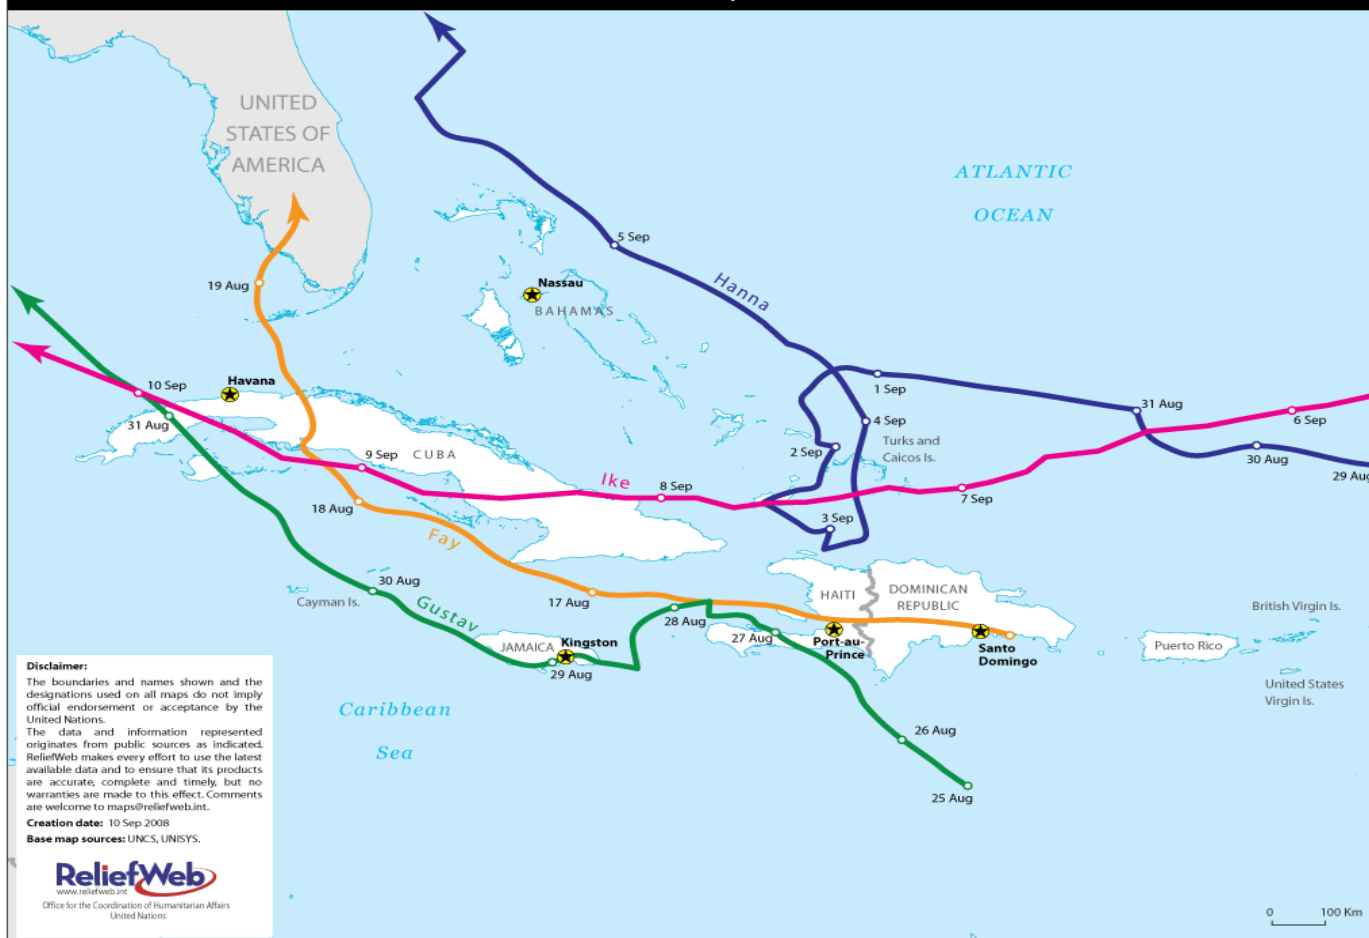 UNITED
STATES OF
AMERICA
ATLANTIC
OCEAN
5 Sep
Hanna
19 Aug
Nassau
BAHAMAS
10 Sep
Havana
1 Sep
31 Aug
6 Sep
31 Aug
4 Sep
Turks and
Caicos Is.
2 Sep
30 Aug
29 Aug
9 Sep
CUBA
Ike
8 Sep
7 Sep
18 Aug
3 Sep
Fay
30 Aug
Cayman Is.
Gustav
17 Aug
28 Aug
HAITI
DOMINICAN
REPUBLIC
British Virgin Is.
27 Aug
Port-au-
Prince
Santo
Domingo
JAMAICA
Kingston
29 Aug
Puerto Rico
United States
Virgin Is.
Caribbean
Sea
26 Aug
25 Aug
Disclaimer:
The boundaries and names shown and the
designations used on all maps do not imply
official endorsement or acceptance by the
United Nations.
The data and information represented
originates from public sources as indicated.
ReliefWeb makes every effort to use the latest
available data and to ensure that its products
are accurate, complete and timely, but no
warranties are made to this effect. Comments
are welcome to maps@reliefweb.int.
Creation date: 10 Sep 2008
Base map sources: UNCS, UNISYS.
ReliefWeb
www.reliefweb.int
Office for the Coordination of Humanitarian Affairs
United Nations
0 100 Km